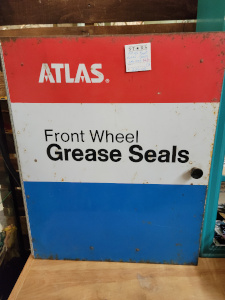 ATLAS®
Front Wheel
Grease Seals